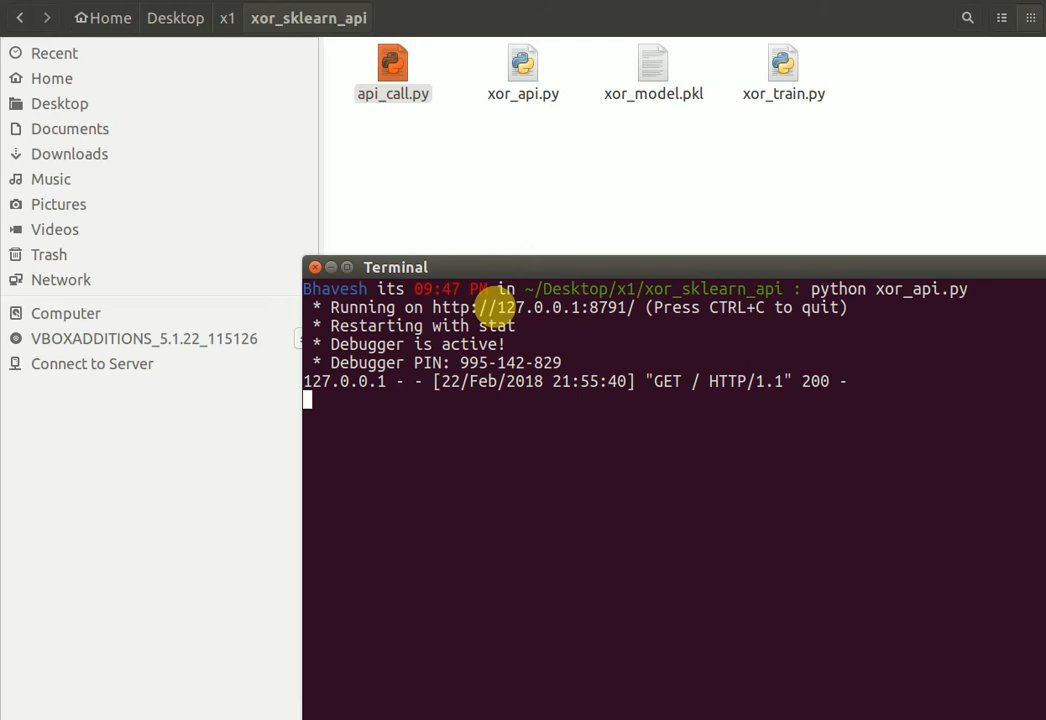 Home Desktop x1 xor_sklearn_api
Recent
Home
Desktop
Documents
Downloads
Music
Pictures
Videos
Trash
Network
Computer
VBOXADDITIONS_5.1.22_115126
Connect to Server
api_call.py xor_api.py xor_model.pkl xor_train.py
Terminal
Bhavesh its 09:47 PM in ~/Desktop/x1/xor_sklearn_api : python xor_api.py
* Running on http://127.0.0.1:8791/ (Press CTRL+C to quit)
* Restarting with stat
* Debugger is active!
* Debugger PIN: 995-142-829
127.0.0.1 - - [22/Feb/2018 21:55:40] "GET / HTTP/1.1" 200 -